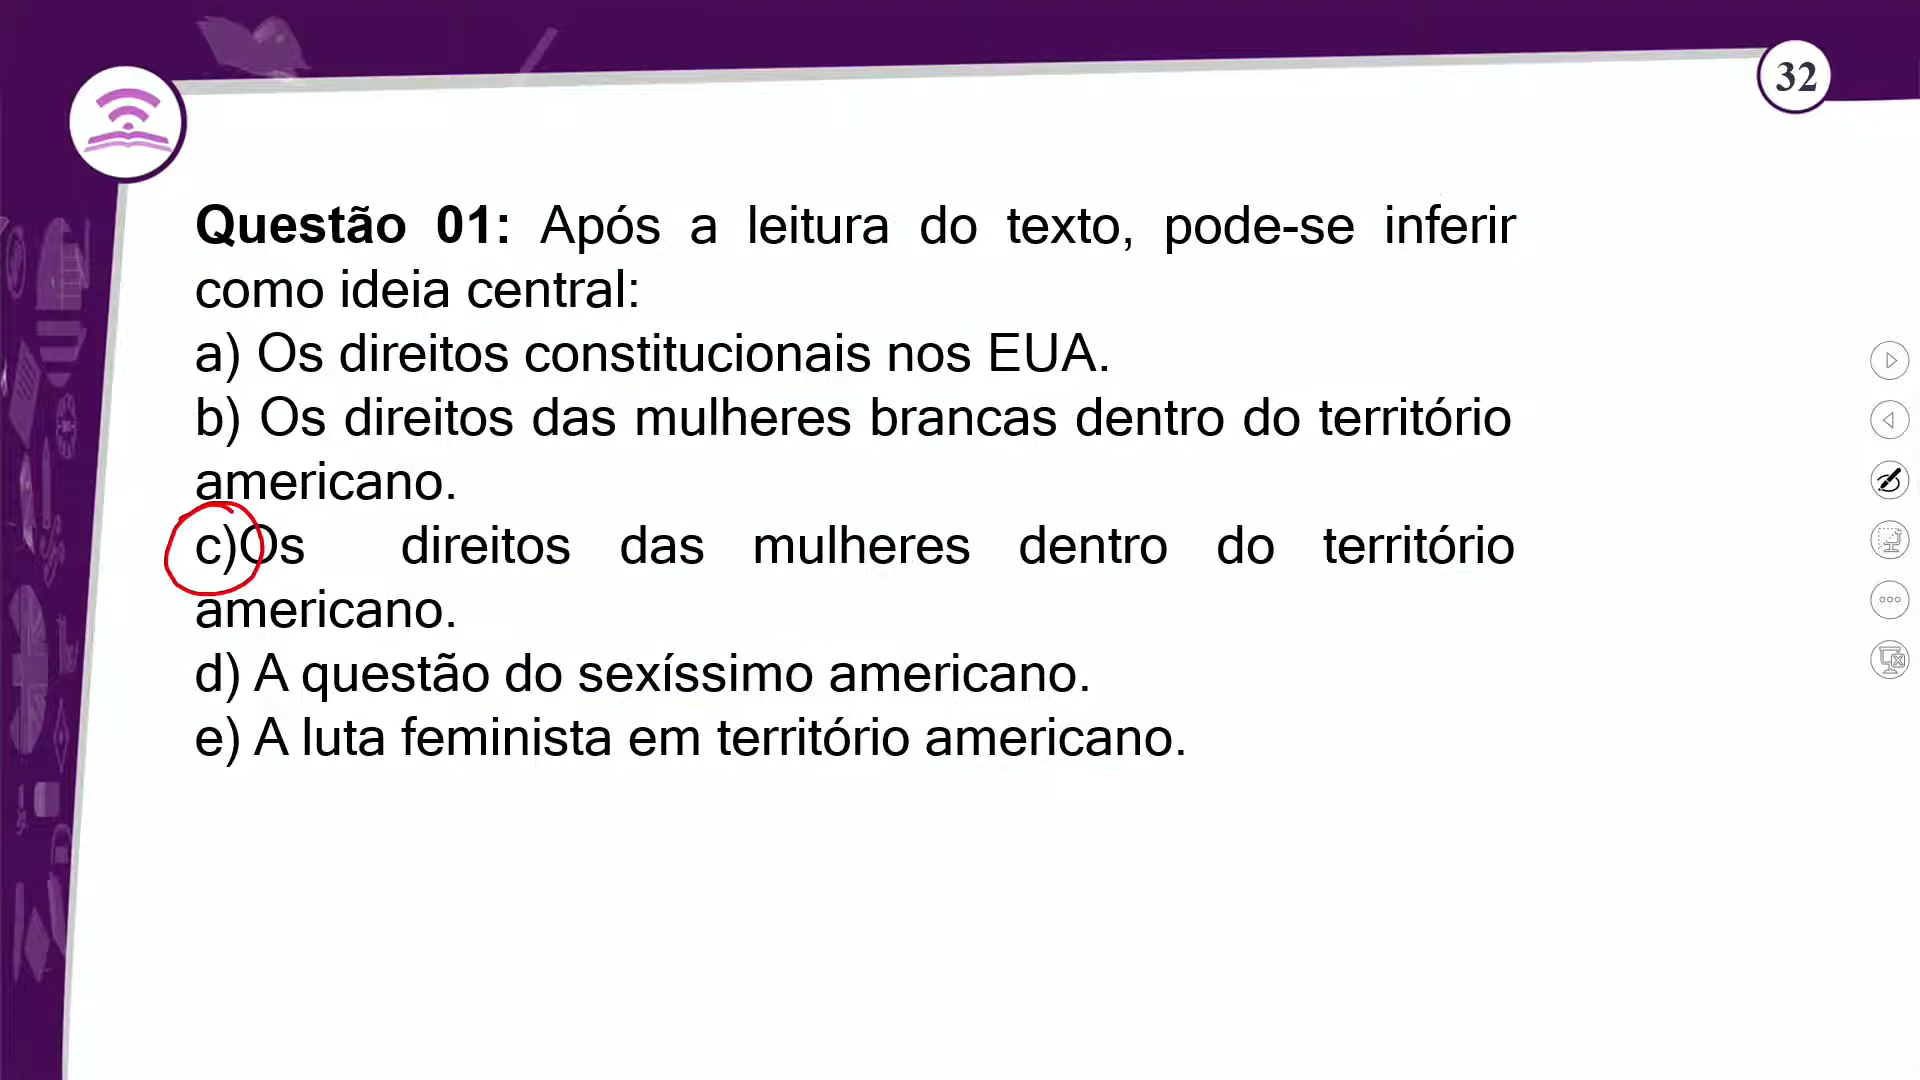 32
Questão 01: Após a leitura do texto, pode-se inferir
como ideia central:
a) Os direitos constitucionais nos EUA.
b) Os direitos das mulheres brancas dentro do território
americano.
c)Os direitos das mulheres dentro do território
americano.
d) A questão do sexíssimo americano.
e) A luta feminista em território americano.